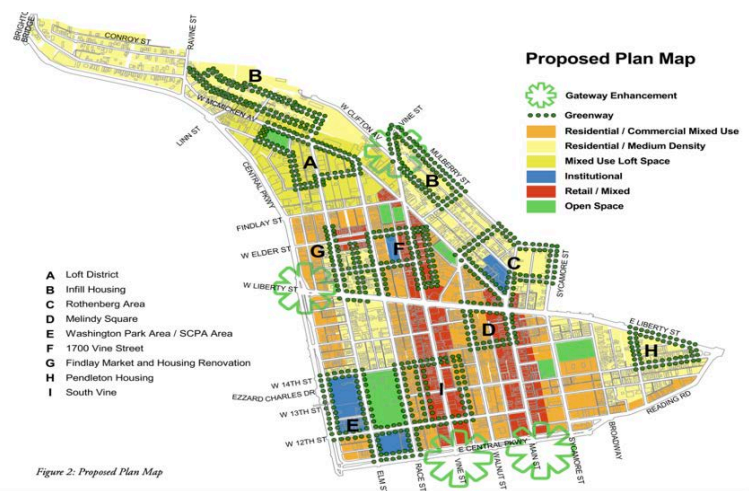 BRIGHTON
BRIDGE
CONROY ST
RAVINE ST
B
W MCMICKEN AV
LINN ST
W CLIFTON AV
VINE ST
MULBERRY ST
A
B
CENTRAL PKWY
FINDLAY ST
W ELDER ST
W LIBERTY ST
G
F
C
SYCAMORE ST
D
E LIBERTY ST
H
W 14TH ST
EZZARD CHARLES DR
W 13TH ST
W 12TH ST
E
I
READING RD
E CENTRAL PKWY
ELM ST
RACE ST
VINE ST
WALNUT ST
MAIN ST
SYCAMORE ST
BROADWAY
Proposed Plan Map
Gateway Enhancement
Greenway
Residential / Commercial Mixed Use
Residential / Medium Density
Mixed Use Loft Space
Institutional
Retail / Mixed
Open Space
A Loft District
B Infill Housing
C Rothenberg Area
D Melindy Square
E Washington Park Area / SCPA Area
F 1700 Vine Street
G Findlay Market and Housing Renovation
H Pendleton Housing
I South Vine
Figure 2: Proposed Plan Map